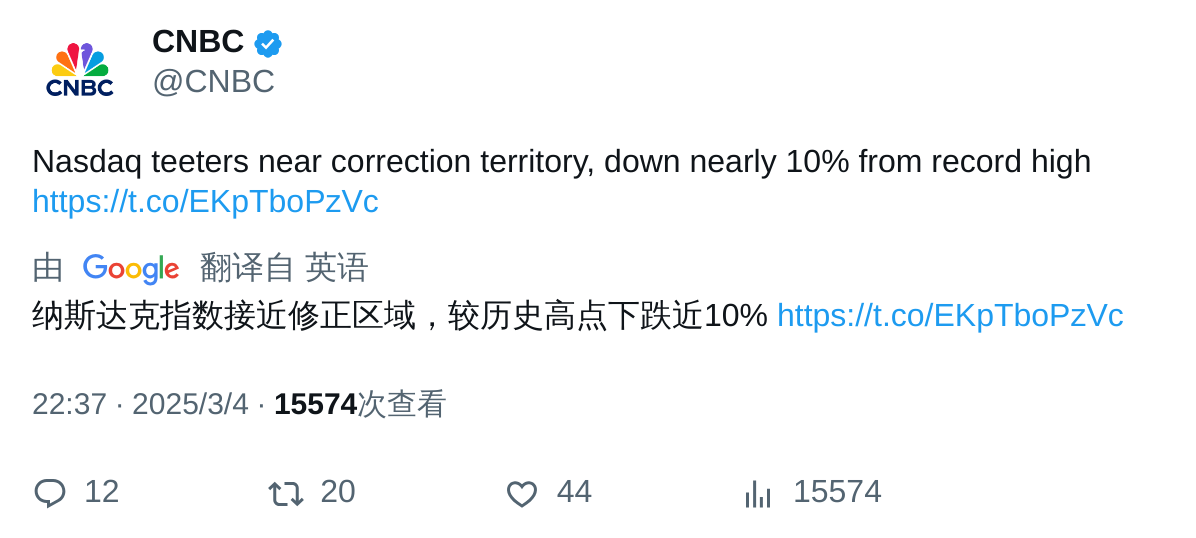 CNBC
CNBC
@CNBC
Nasdaq teeters near correction territory, down nearly 10% from record high
https://t.co/EKpTboPzVc
由 Google 翻译自 英语
纳斯达克指数接近修正区域，较历史高点下跌近10% https://t.co/EKpTboPzVc
22:37 · 2025/3/4 · 15574次查看
12 20 44 15574